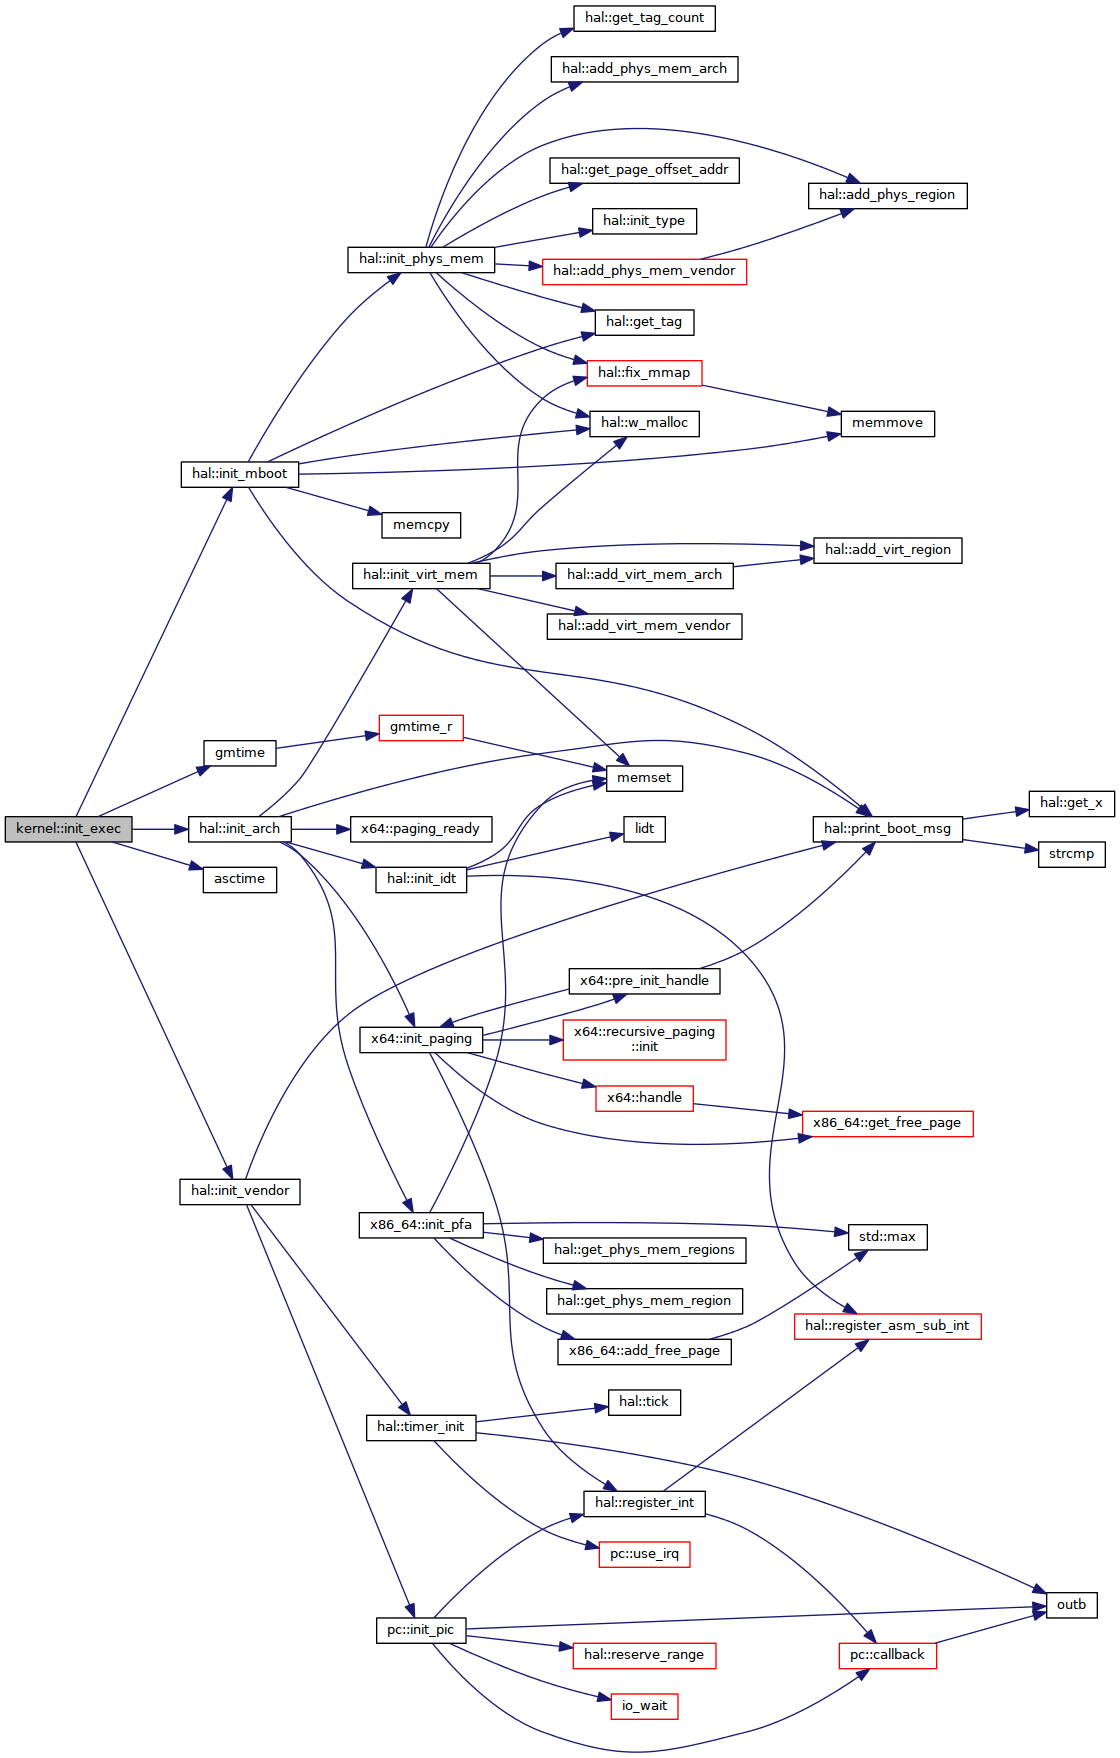 hal::get_tag_count
hal::add_phys_mem_arch
hal::get_page_offset_addr
hal::add_phys_region
hal::init_type
hal::init_phys_mem
hal::add_phys_mem_vendor
hal::get_tag
hal::fix_mmap
hal::w_malloc
memmove
hal::init_mboot
memcpy
hal::add_virt_region
hal::init_virt_mem
hal::add_virt_mem_arch
hal::add_virt_mem_vendor
gmtime_r
gmtime
memset
hal::get_x
kernel::init_exec
hal::init_arch
x64::paging_ready
lidt
hal::print_boot_msg
strcmp
asctime
hal::init_idt
x64::pre_init_handle
x64::init_paging
x64::recursive_paging
::init
x64::handle
x86_64::get_free_page
hal::init_vendor
x86_64::init_pfa
std::max
hal::get_phys_mem_regions
hal::get_phys_mem_region
hal::register_asm_sub_int
x86_64::add_free_page
hal::tick
hal::timer_init
hal::register_int
pc::use_irq
outb
pc::init_pic
hal::reserve_range
pc::callback
io_wait